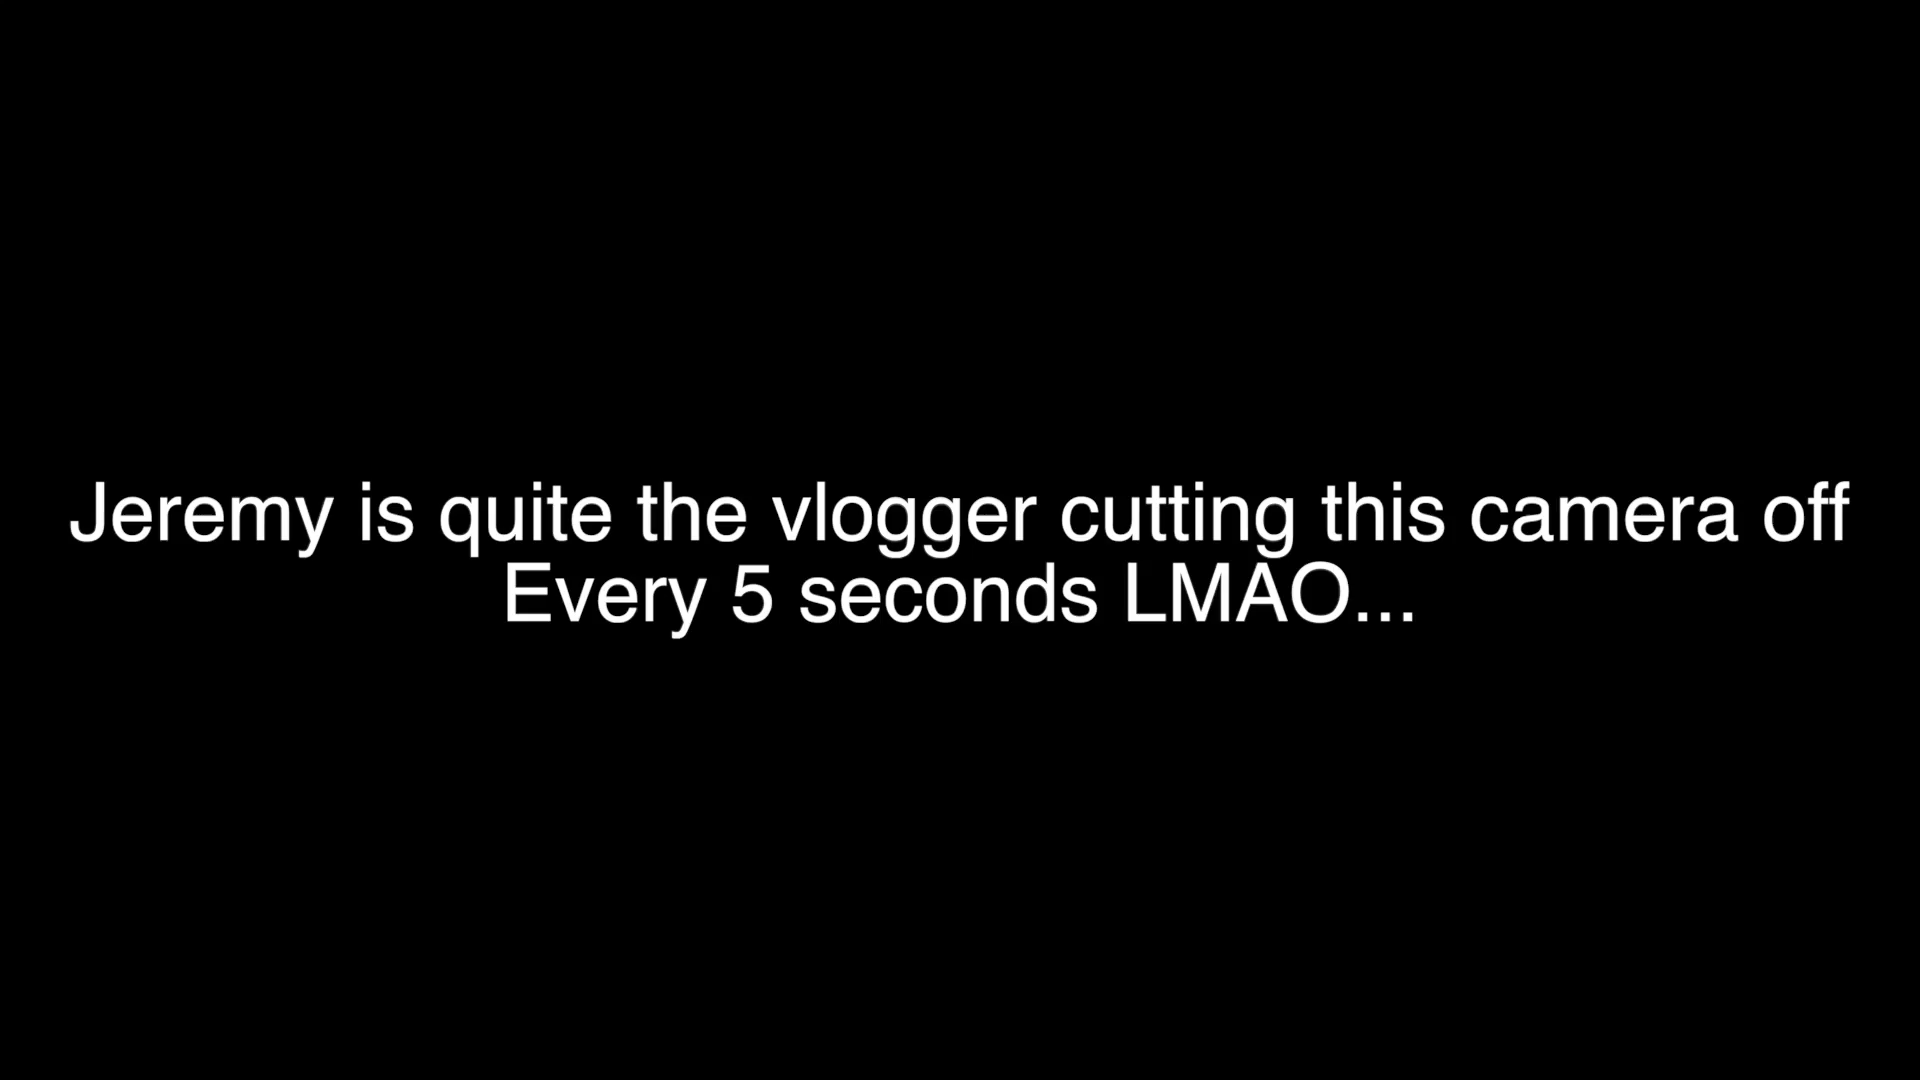 Jeremy is quite the vlogger cutting this camera off
Every 5 seconds LMAO...